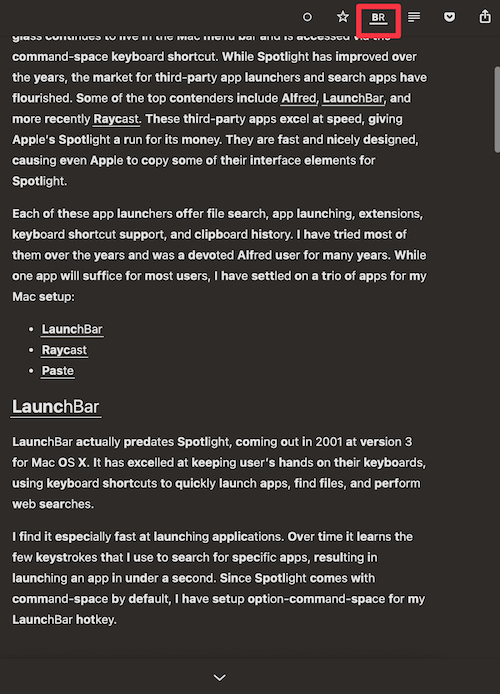 BR
glass continues to live in the Mac menu bar and is accessed via the
command-space keyboard shortcut. While Spotlight has improved over
the years, the market for third-party app launchers and search apps have
flourished. Some of the top contenders include Alfred, LaunchBar, and
more recently Raycast. These third-party apps excel at speed, giving
Apple's Spotlight a run for its money. They are fast and nicely designed,
causing even Apple to copy some of their interface elements for
Spotlight.
Each of these app launchers offer file search, app launching, extensions,
keyboard shortcut support, and clipboard history. I have tried most of
them over the years and was a devoted Alfred user for many years. While
one app will suffice for most users, I have settled on a trio of apps for my
Mac setup:
• LaunchBar
• Raycast
• Paste
LaunchBar
LaunchBar actually predates Spotlight, coming out in 2001 at version 3
for Mac OS X. It has excelled at keeping user's hands on their keyboards,
using keyboard shortcuts to quickly launch apps, find files, and perform
web searches.
I find it especially fast at launching applications. Over time it learns the
few keystrokes that I use to search for specific apps, resulting in
launching an app in under a second. Since Spotlight comes with
command-space by default, I have setup option-command-space for my
LaunchBar hotkey.